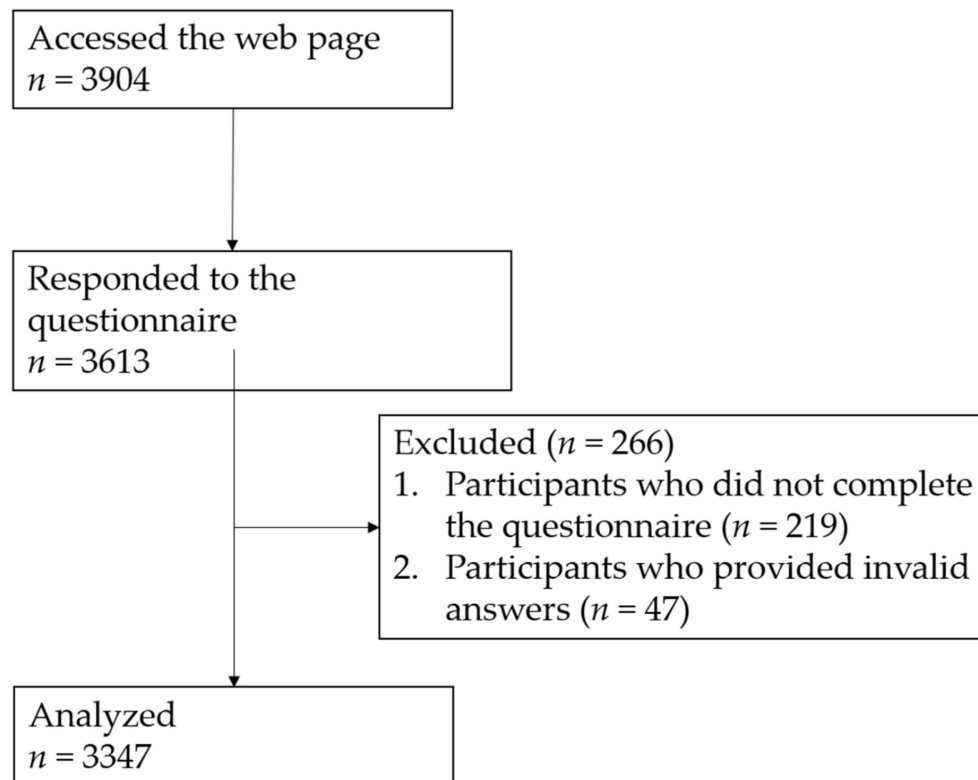 Accessed the web page
n = 3904
Responded to the
questionnaire
n = 3613
Excluded (n = 266)
1. Participants who did not complete
the questionnaire (n = 219)
2. Participants who provided invalid
answers (n = 47)
Analyzed
n = 3347